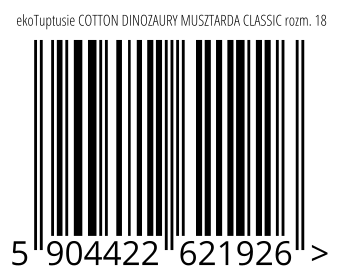 ekoTuptusie COTTON DINOZAURY MUSZTARDA CLASSIC rozm. 18
5 904422 621926 >